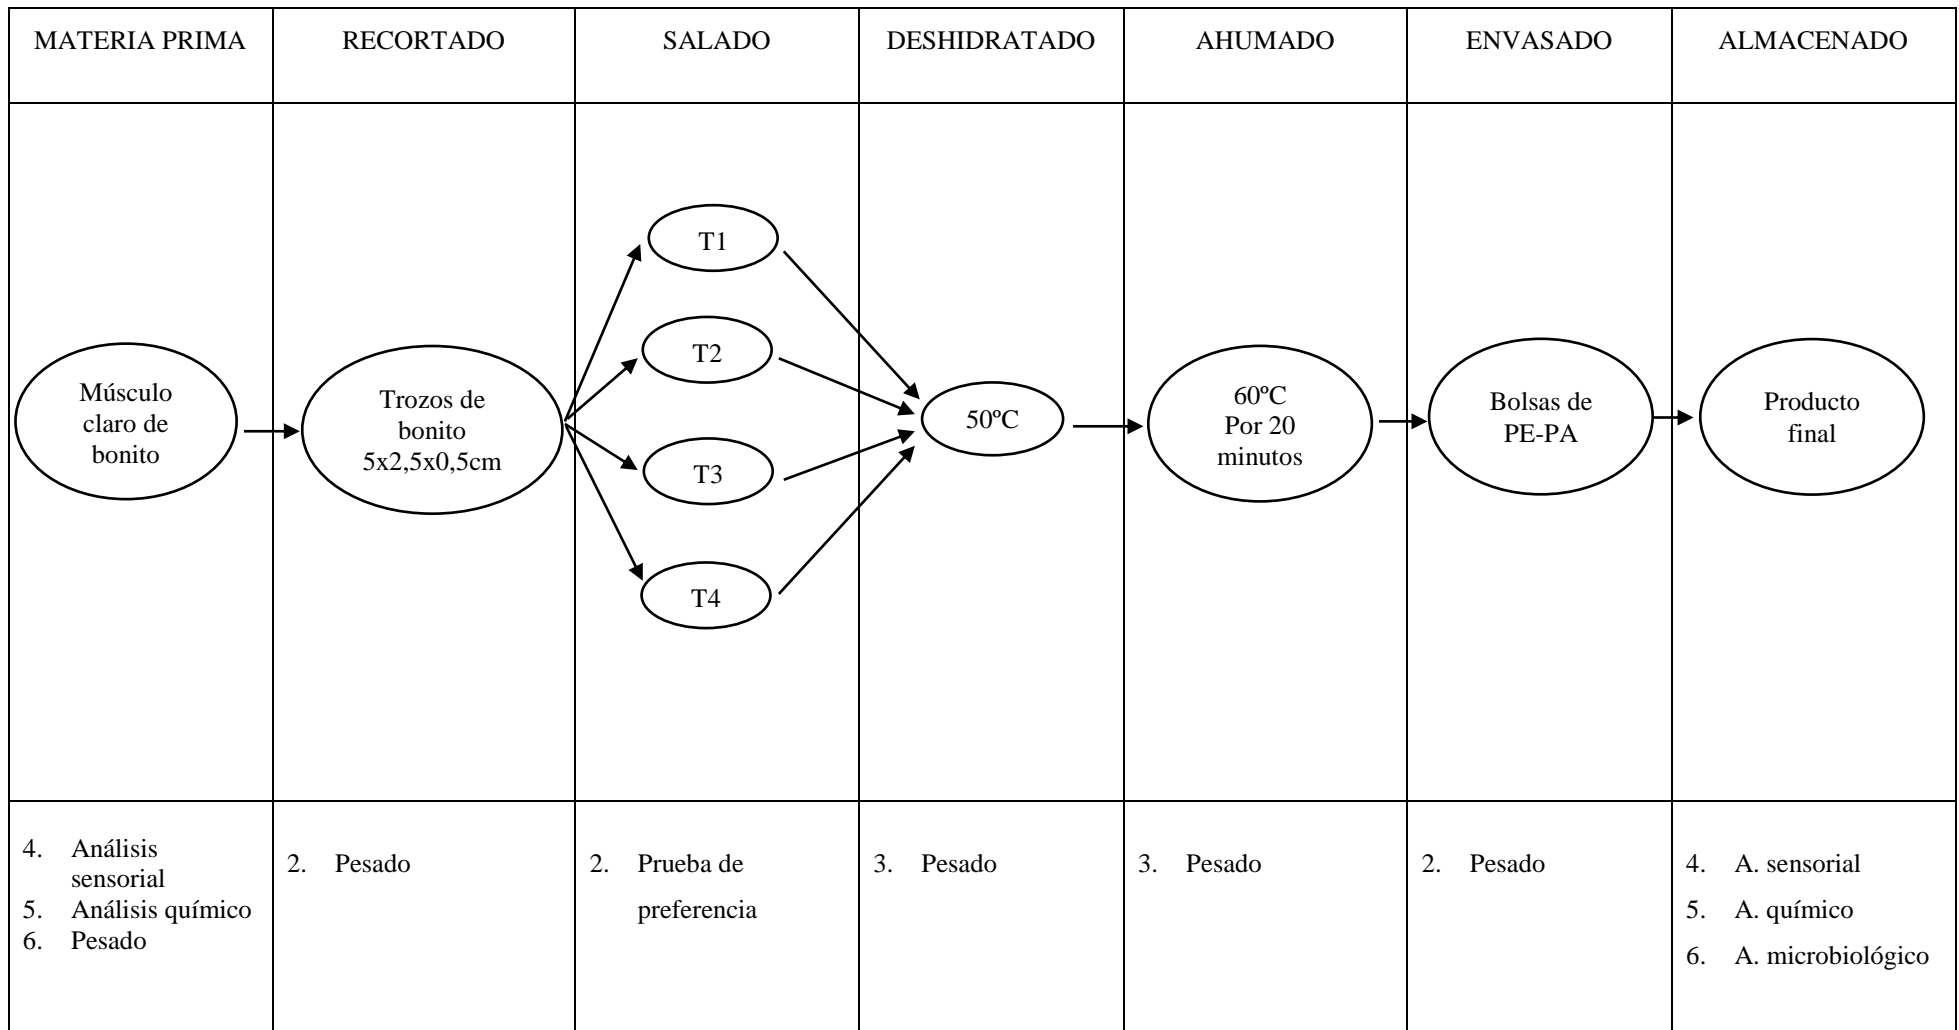 MATERIA PRIMA
RECORTADO
SALADO
DESHIDRATADO
AHUMADO
ENVASADO
ALMACENADO
Músculo
claro de
bonito
Trozos de
bonito
5x2,5x0,5cm
T1
T2
T3
T4
50ºC
60ºC
Por 20
minutos
Bolsas de
PE-PA
Producto
final
4. Análisis
sensorial
5. Análisis químico
6. Pesado
2. Pesado
2. Prueba de
preferencia
3. Pesado
3. Pesado
2. Pesado
4. A. sensorial
5. A. químico
6. A. microbiológico